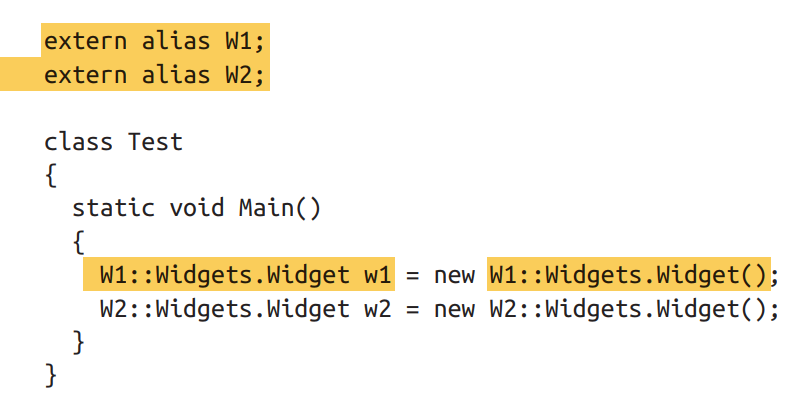 extern alias W1;
extern alias W2;
class Test
{
static void Main()
{
W1::Widgets.Widget w1 = new W1::Widgets.Widget();
W2::Widgets.Widget w2 = new W2::Widgets.Widget();
}
}